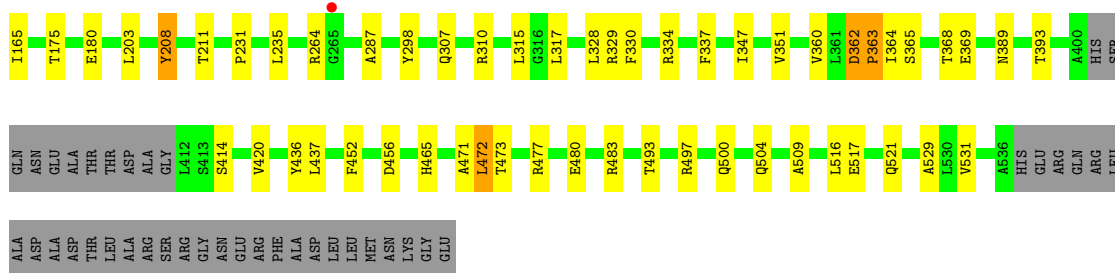 I165 T175 E180 L203 Y208 T211 P231 L235 R264 G265 A287 Y298 Q307 R310 L315 G316 L317 L328 R329 F330 R334 F337 I347 V351 V360 L361 D362 P363 I364 S365 T368 E369 N389 T393 A400 HIS SER
GLN ASN GLU ALA THR THR ASP ALA GLY L412 S413 S414 V420 Y436 L437 F452 D456 H465 A471 L472 T473 R477 E480 R483 T493 R497 Q500 Q504 A509 L516 E517 Q521 A529 L530 V531 A536 HIS GLU ARG GLN ARG LEU
ALA ASP ALA ASP THR LEU ALA ARG SER ARG GLY ASN GLU ARG PHE ALA ASP LEU LEU MET ASN LYS GLY GLU